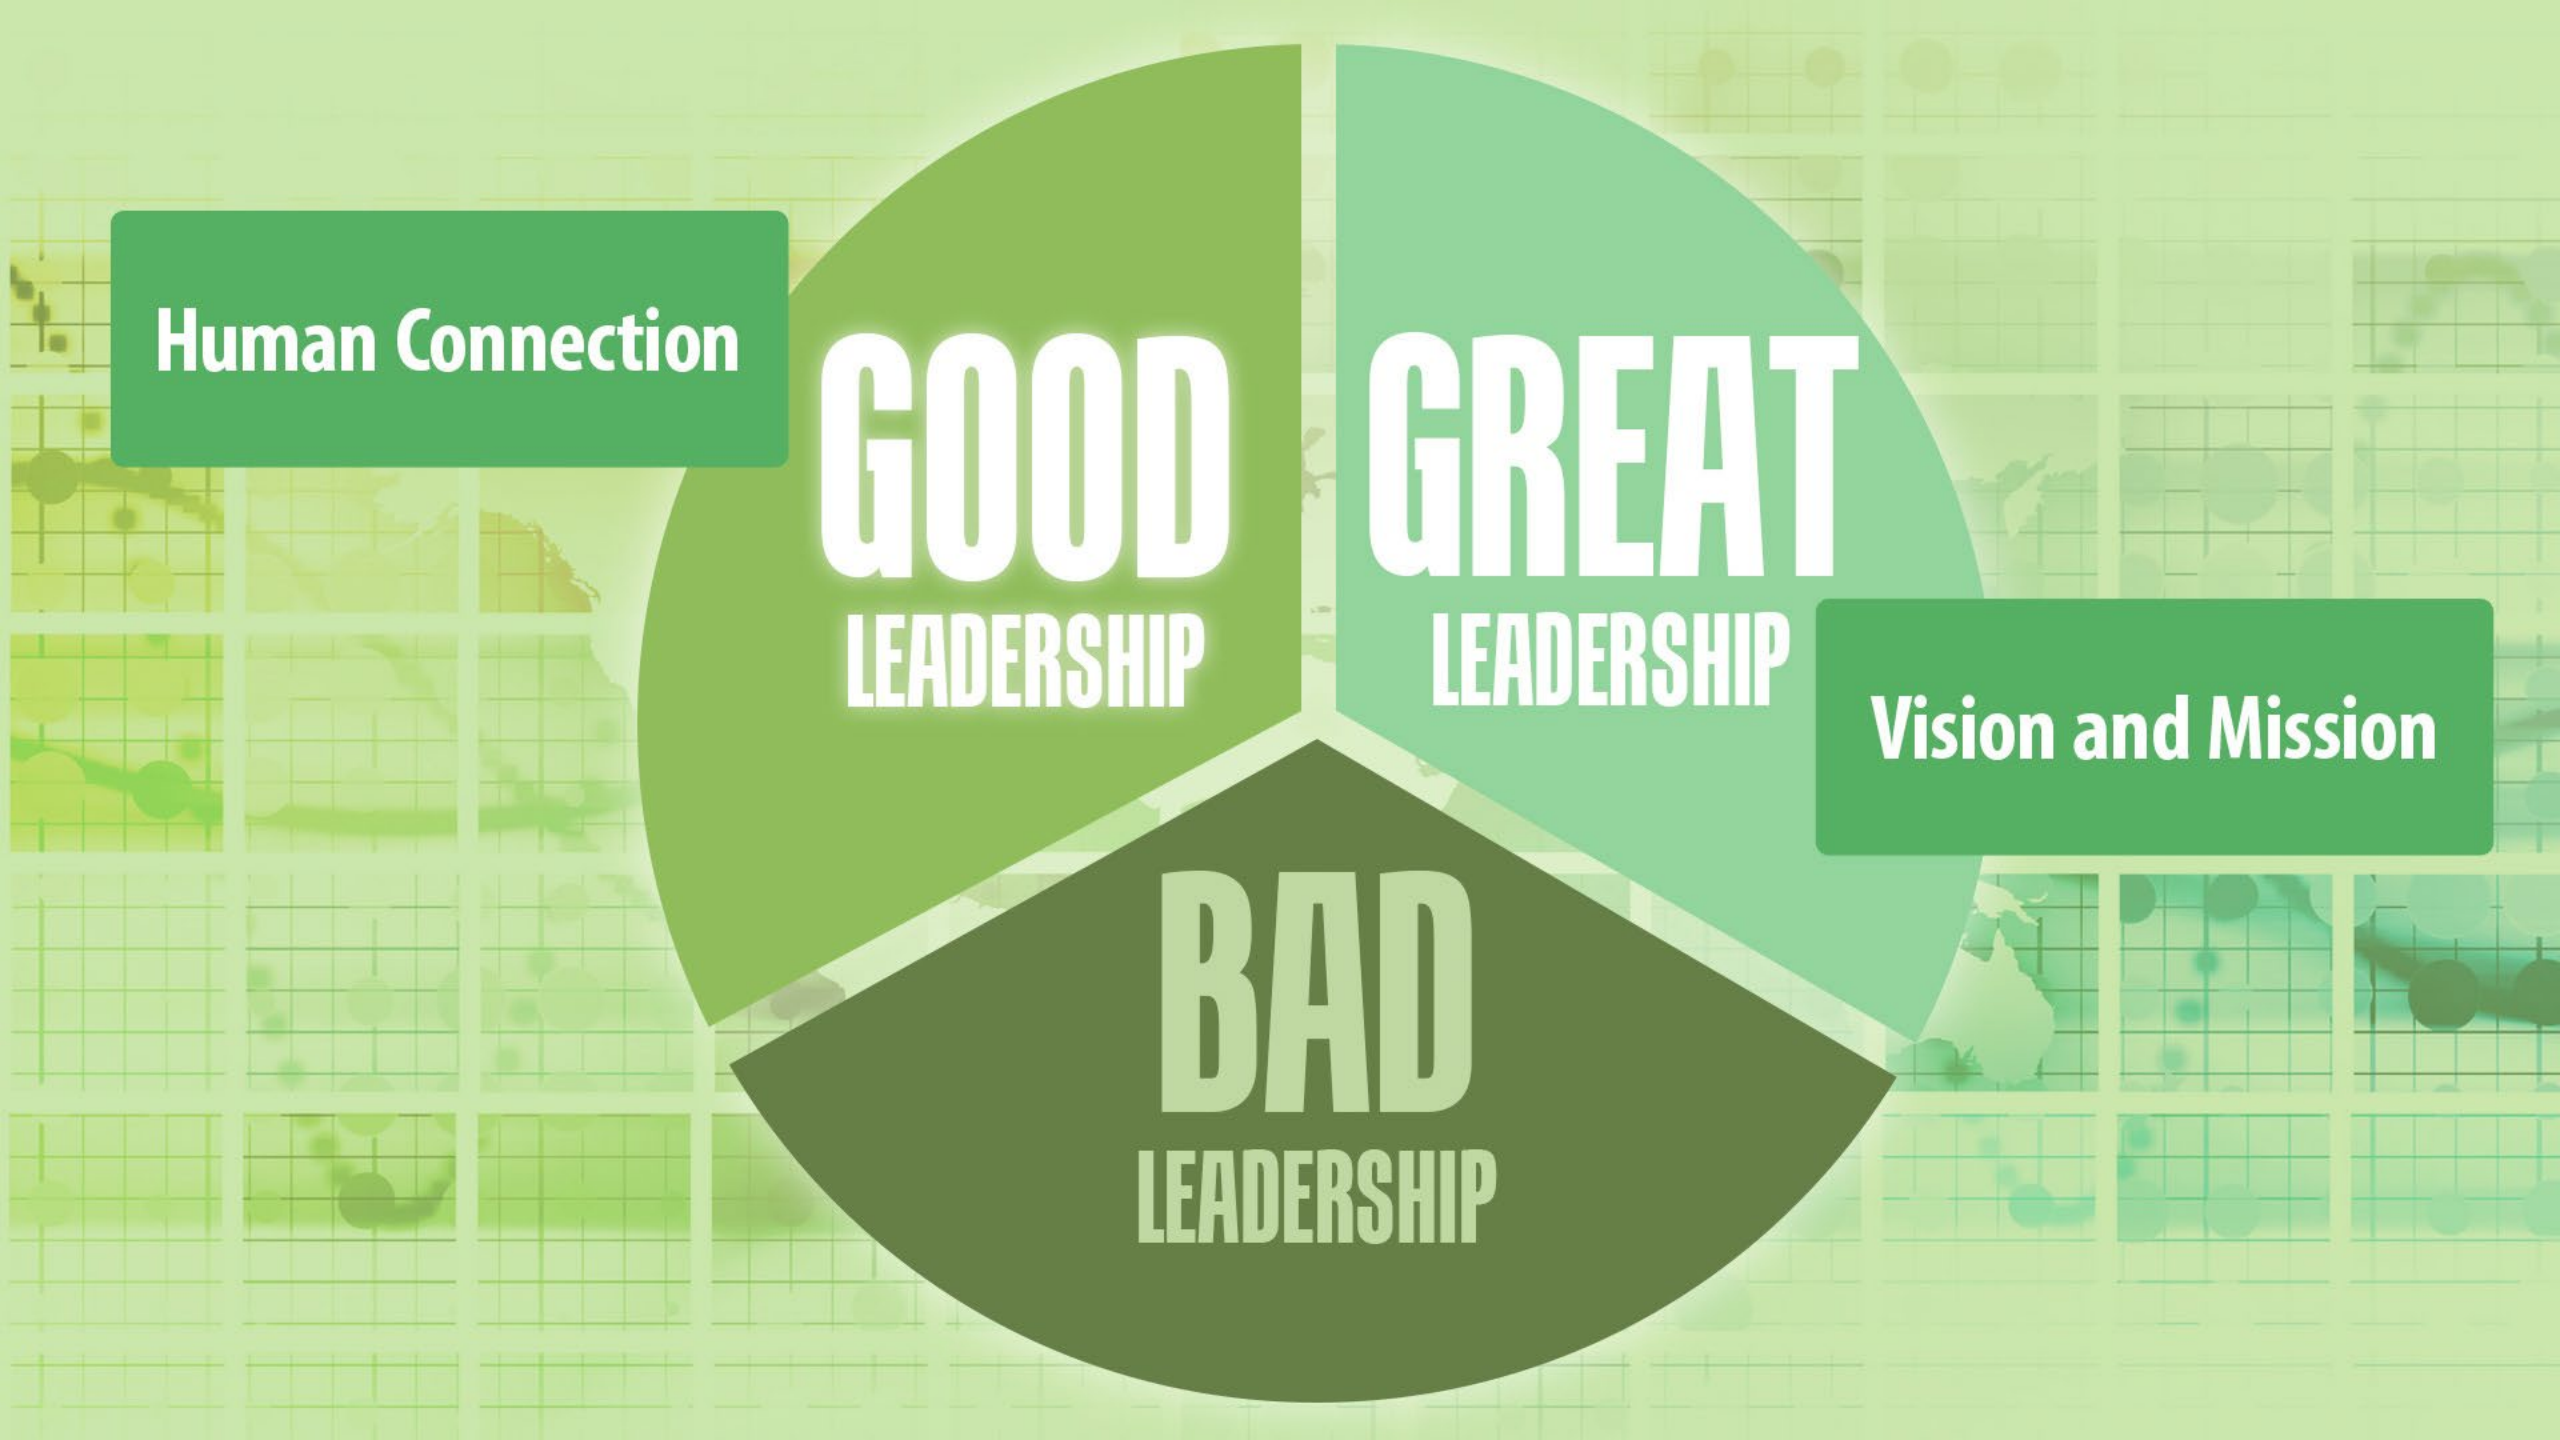 Human Connection
GOOD
LEADERSHIP
GREAT
LEADERSHIP
Vision and Mission
BAD
LEADERSHIP